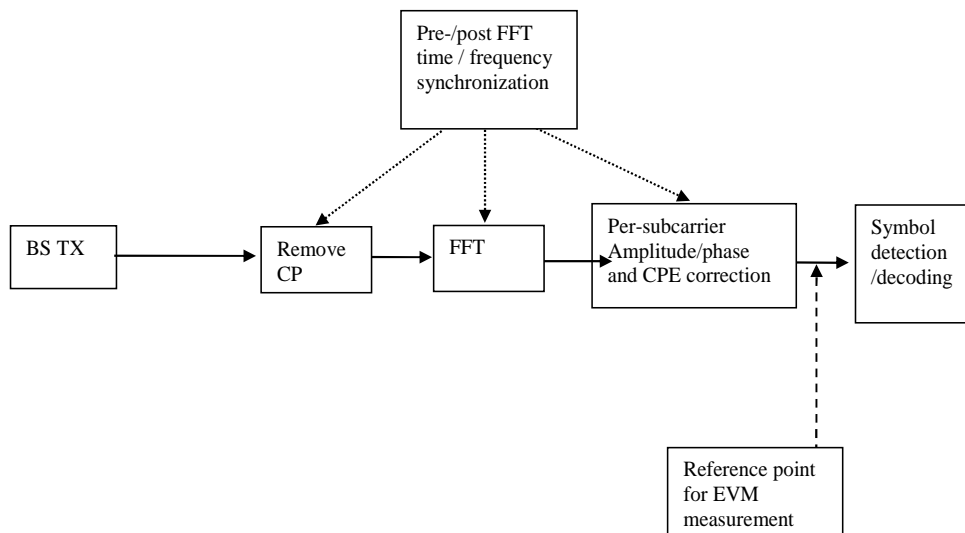 Pre-/post FFT
time / frequency
synchronization
BS TX
Remove
CP
FFT
Per-subcarrier
Amplitude/phase
and CPE correction
Symbol
detection
/decoding
Reference point
for EVM
measurement